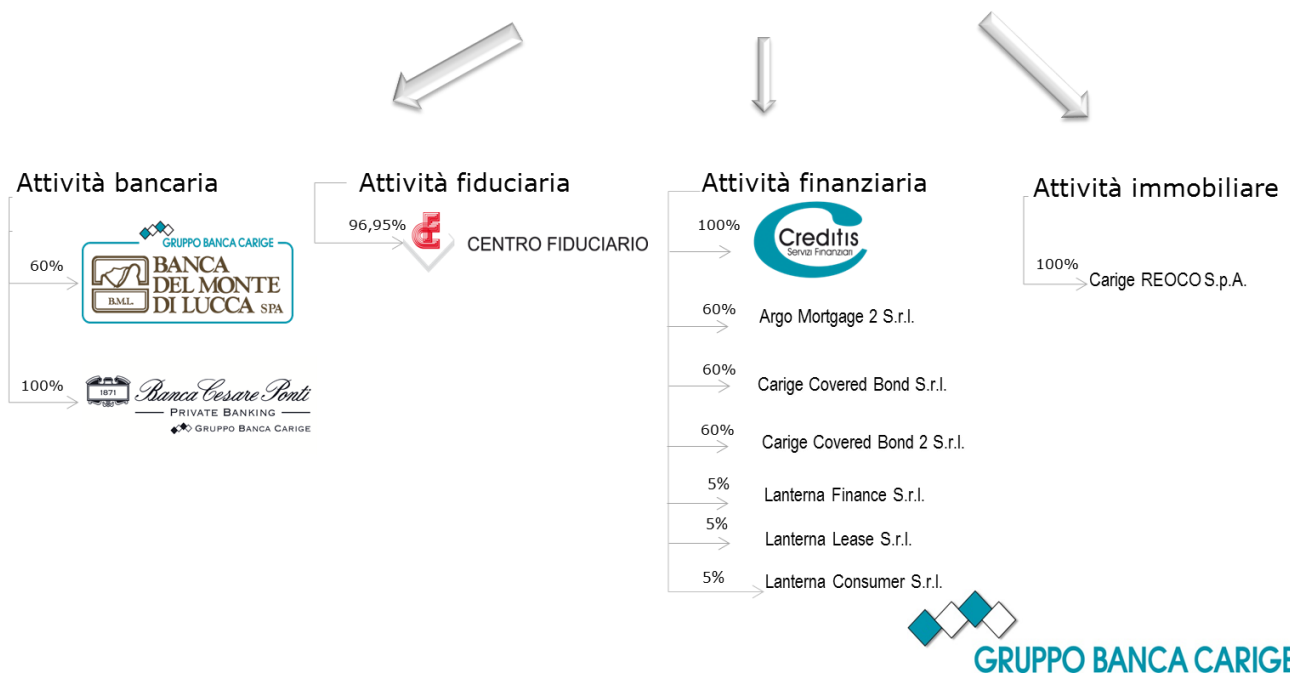 Attività bancaria
60%
GRUPPO BANCA CARIGE
BANCA
DEL MONTE
DI LUCCA SPA
B.M.L.
100%
1871
Banca Cesare Ponti
PRIVATE BANKING
GRUPPO BANCA CARIGE
Attività fiduciaria
96,95%
CENTRO FIDUCIARIO
Attività finanziaria
100%
Creditis
Servizi Finanziari
60%
Argo Mortgage 2 S.r.l.
60%
Carige Covered Bond S.r.l.
60%
Carige Covered Bond 2 S.r.l.
5%
Lanterna Finance S.r.l.
5%
Lanterna Lease S.r.l.
5%
Lanterna Consumer S.r.l.
Attività immobiliare
100%
Carige REOCO S.p.A.
GRUPPO BANCA CARIGE